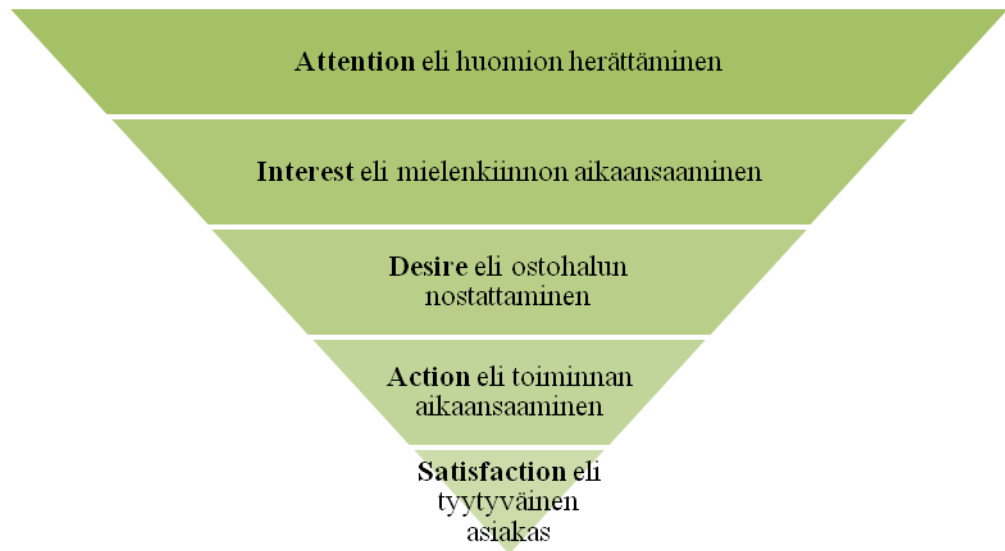 Attention eli huomion herättäminen
Interest eli mielenkiinnon aikaansaaminen
Desire eli ostohalun
nostattaminen
Action eli toiminnan
aikaansaaminen
Satisfaction eli
tyytyväinen
asiakas